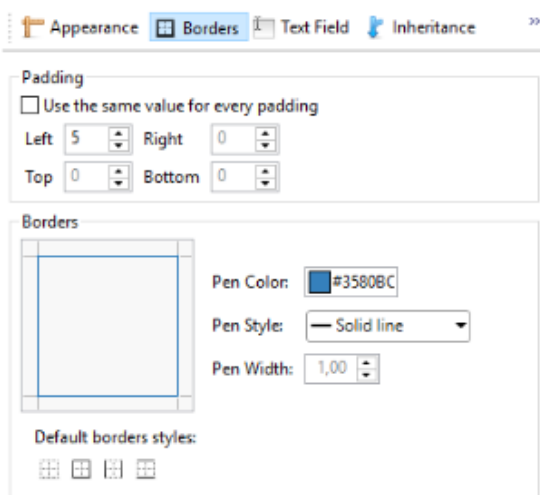 Appearance Borders Text Field Inheritance »
Padding
Use the same value for every padding
Left 5 Right 0
Top 0 Bottom 0
Borders
Pen Color: #3580BC
Pen Style: Solid line
Pen Width: 1,00
Default borders styles: